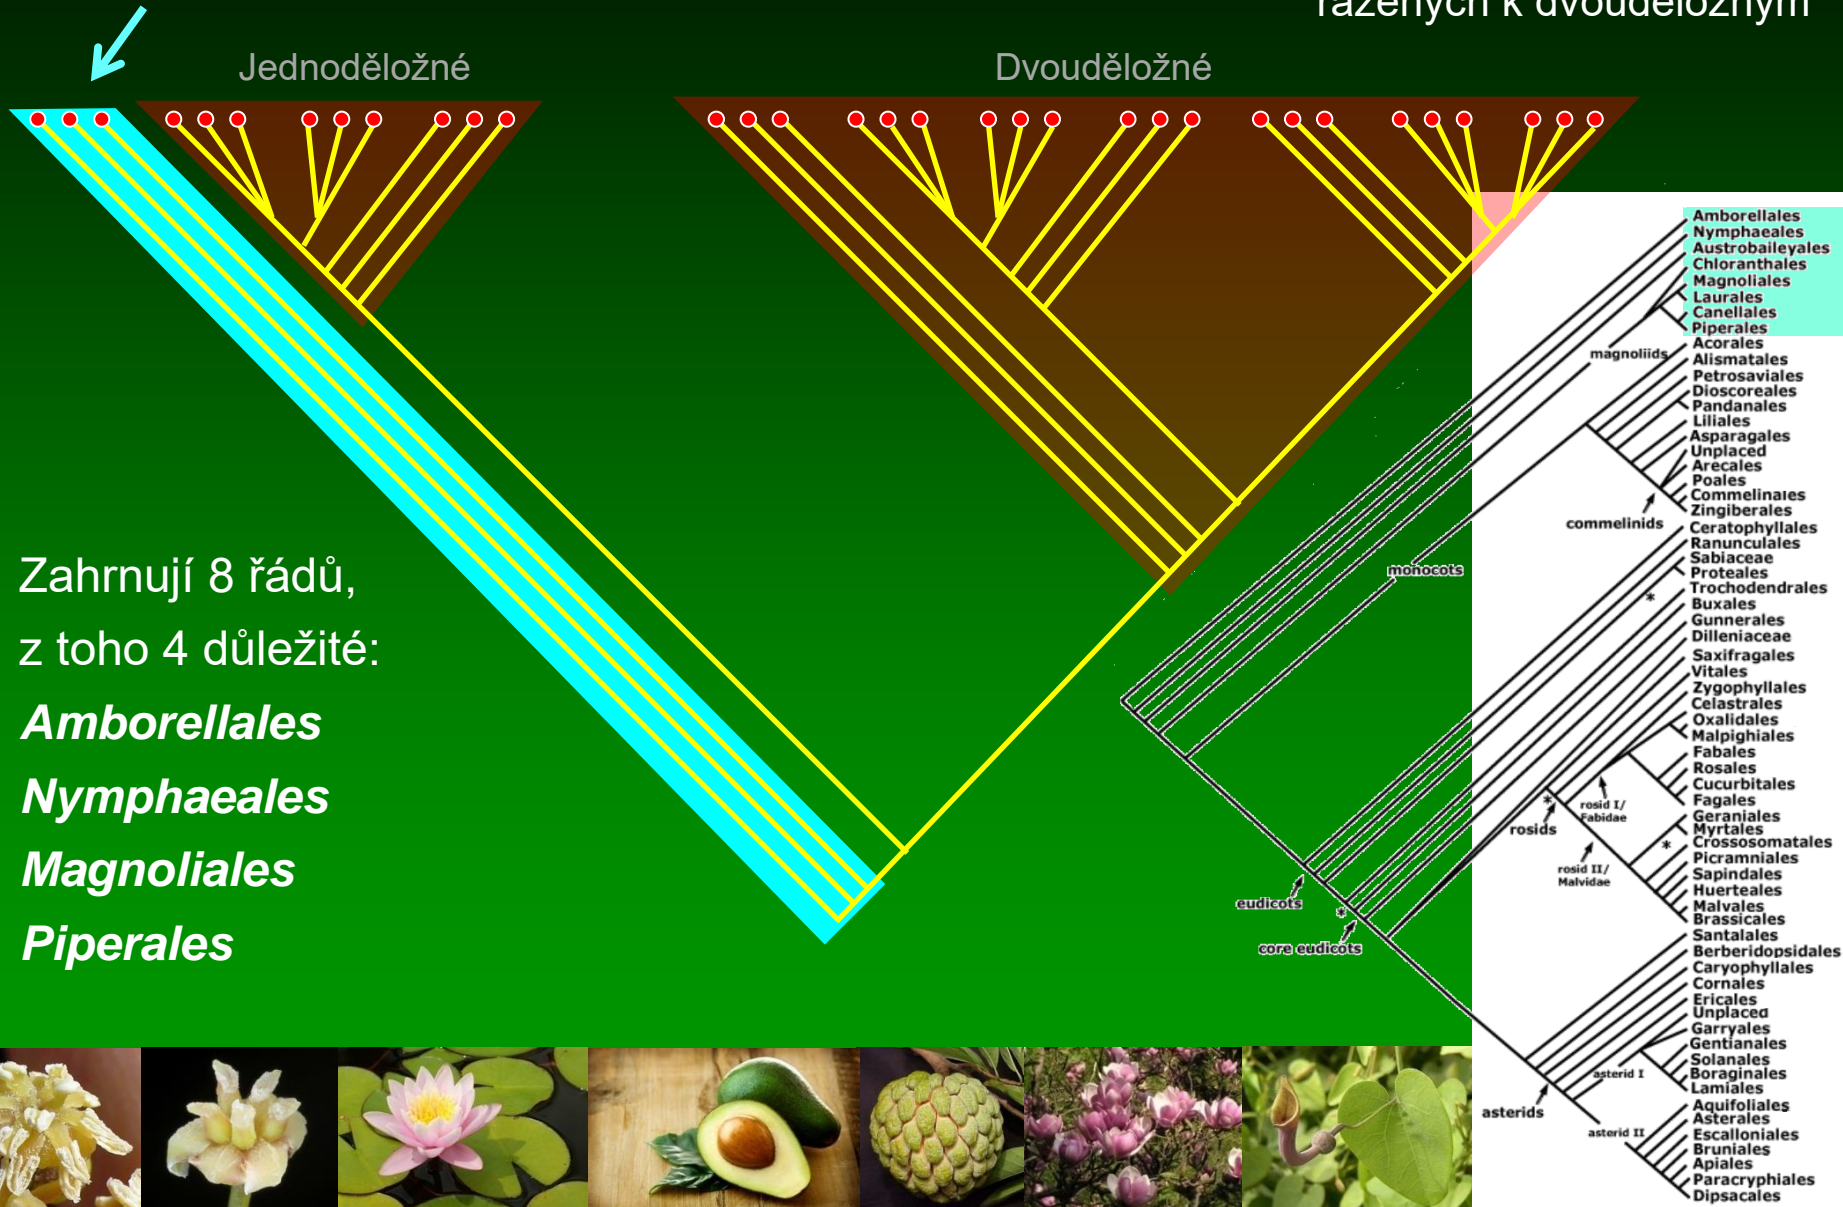 řazených k dvouděložným
Jednoděložné
Dvouděložné
Zahrnují 8 řádů,
z toho 4 důležité:
Amborellales
Nymphaeales
Magnoliales
Piperales
Amborellales
Nymphaeales
Austrobaileyales
Chloranthales
Magnoliales
Laurales
Canellales
Piperales
magnoliids
Acorales
Alismatales
Petrosaviales
Dioscoreales
Pandanales
Liliales
Asparagales
Unplaced
Arecales
Poales
Commelinales
Zingiberales
commelinids
monocots
Ceratophyllales
Ranunculales
Sabiaceae
Proteales
Trochodendrales
*
Buxales
Gunnerales
Dilleniaceae
Saxifragales
Vitales
Zygophyllales
Celastrales
Oxalidales
Malpighiales
Fabales
Rosales
Cucurbitales
Fagales
rosid I/
Fabidae
*
rosids
Geraniales
Myrtales
Crossosomatales
*
Picramniales
Sapindales
Huerteales
Malvales
Brassicales
rosid II/
Malvidae
eudicots
*
core eudicots
Santalales
Berberidopsidales
Caryophyllales
Cornales
Ericales
Unplaced
Garryales
Gentianales
Solanales
Boraginales
Lamiales
asterid I
asterids
asterid II
Aquifoliales
Asterales
Escalloniales
Bruniales
Apiales
Paracryphiales
Dipsacales